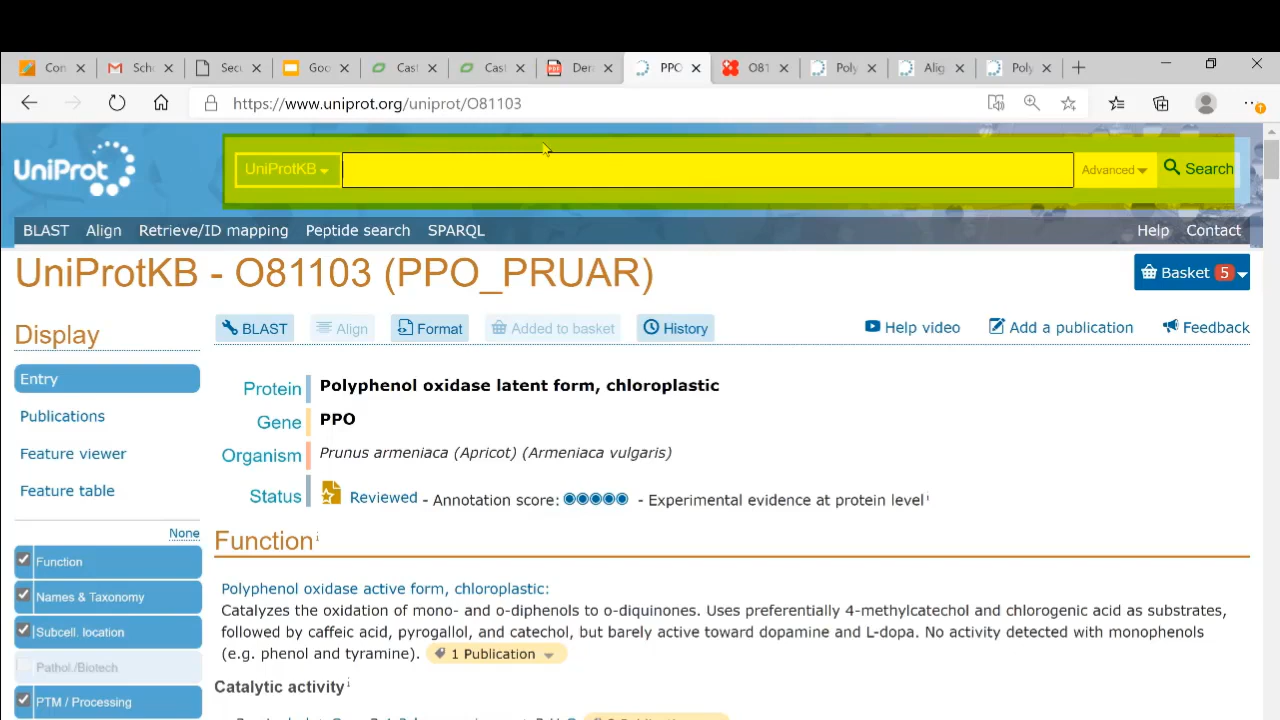 Con Sch Secu Goo Cast Cast Der PPO O81 Poly Alig Poly
https://www.uniprot.org/uniprot/O81103
UniProt UniProtKB Advanced Search
BLAST Align Retrieve/ID mapping Peptide search SPARQL Help Contact
UniProtKB - O81103 (PPO_PRUAR) Basket 5
Display BLAST Align Format Added to basket History Help video Add a publication Feedback
Entry
Publications
Feature viewer
Feature table
None
Function
Names & Taxonomy
Subcell. location
Pathol./Biotech
PTM / Processing
Protein Polyphenol oxidase latent form, chloroplastic
Gene PPO
Organism Prunus armeniaca (Apricot) (Armeniaca vulgaris)
Status Reviewed - Annotation score: - Experimental evidence at protein level i
Function i
Polyphenol oxidase active form, chloroplastic:
Catalyzes the oxidation of mono- and o-diphenols to o-diquinones. Uses preferentially 4-methylcatechol and chlorogenic acid as substrates,
followed by caffeic acid, pyrogallol, and catechol, but barely active toward dopamine and L-dopa. No activity detected with monophenols
(e.g. phenol and tyramine). 1 Publication
Catalytic activity i